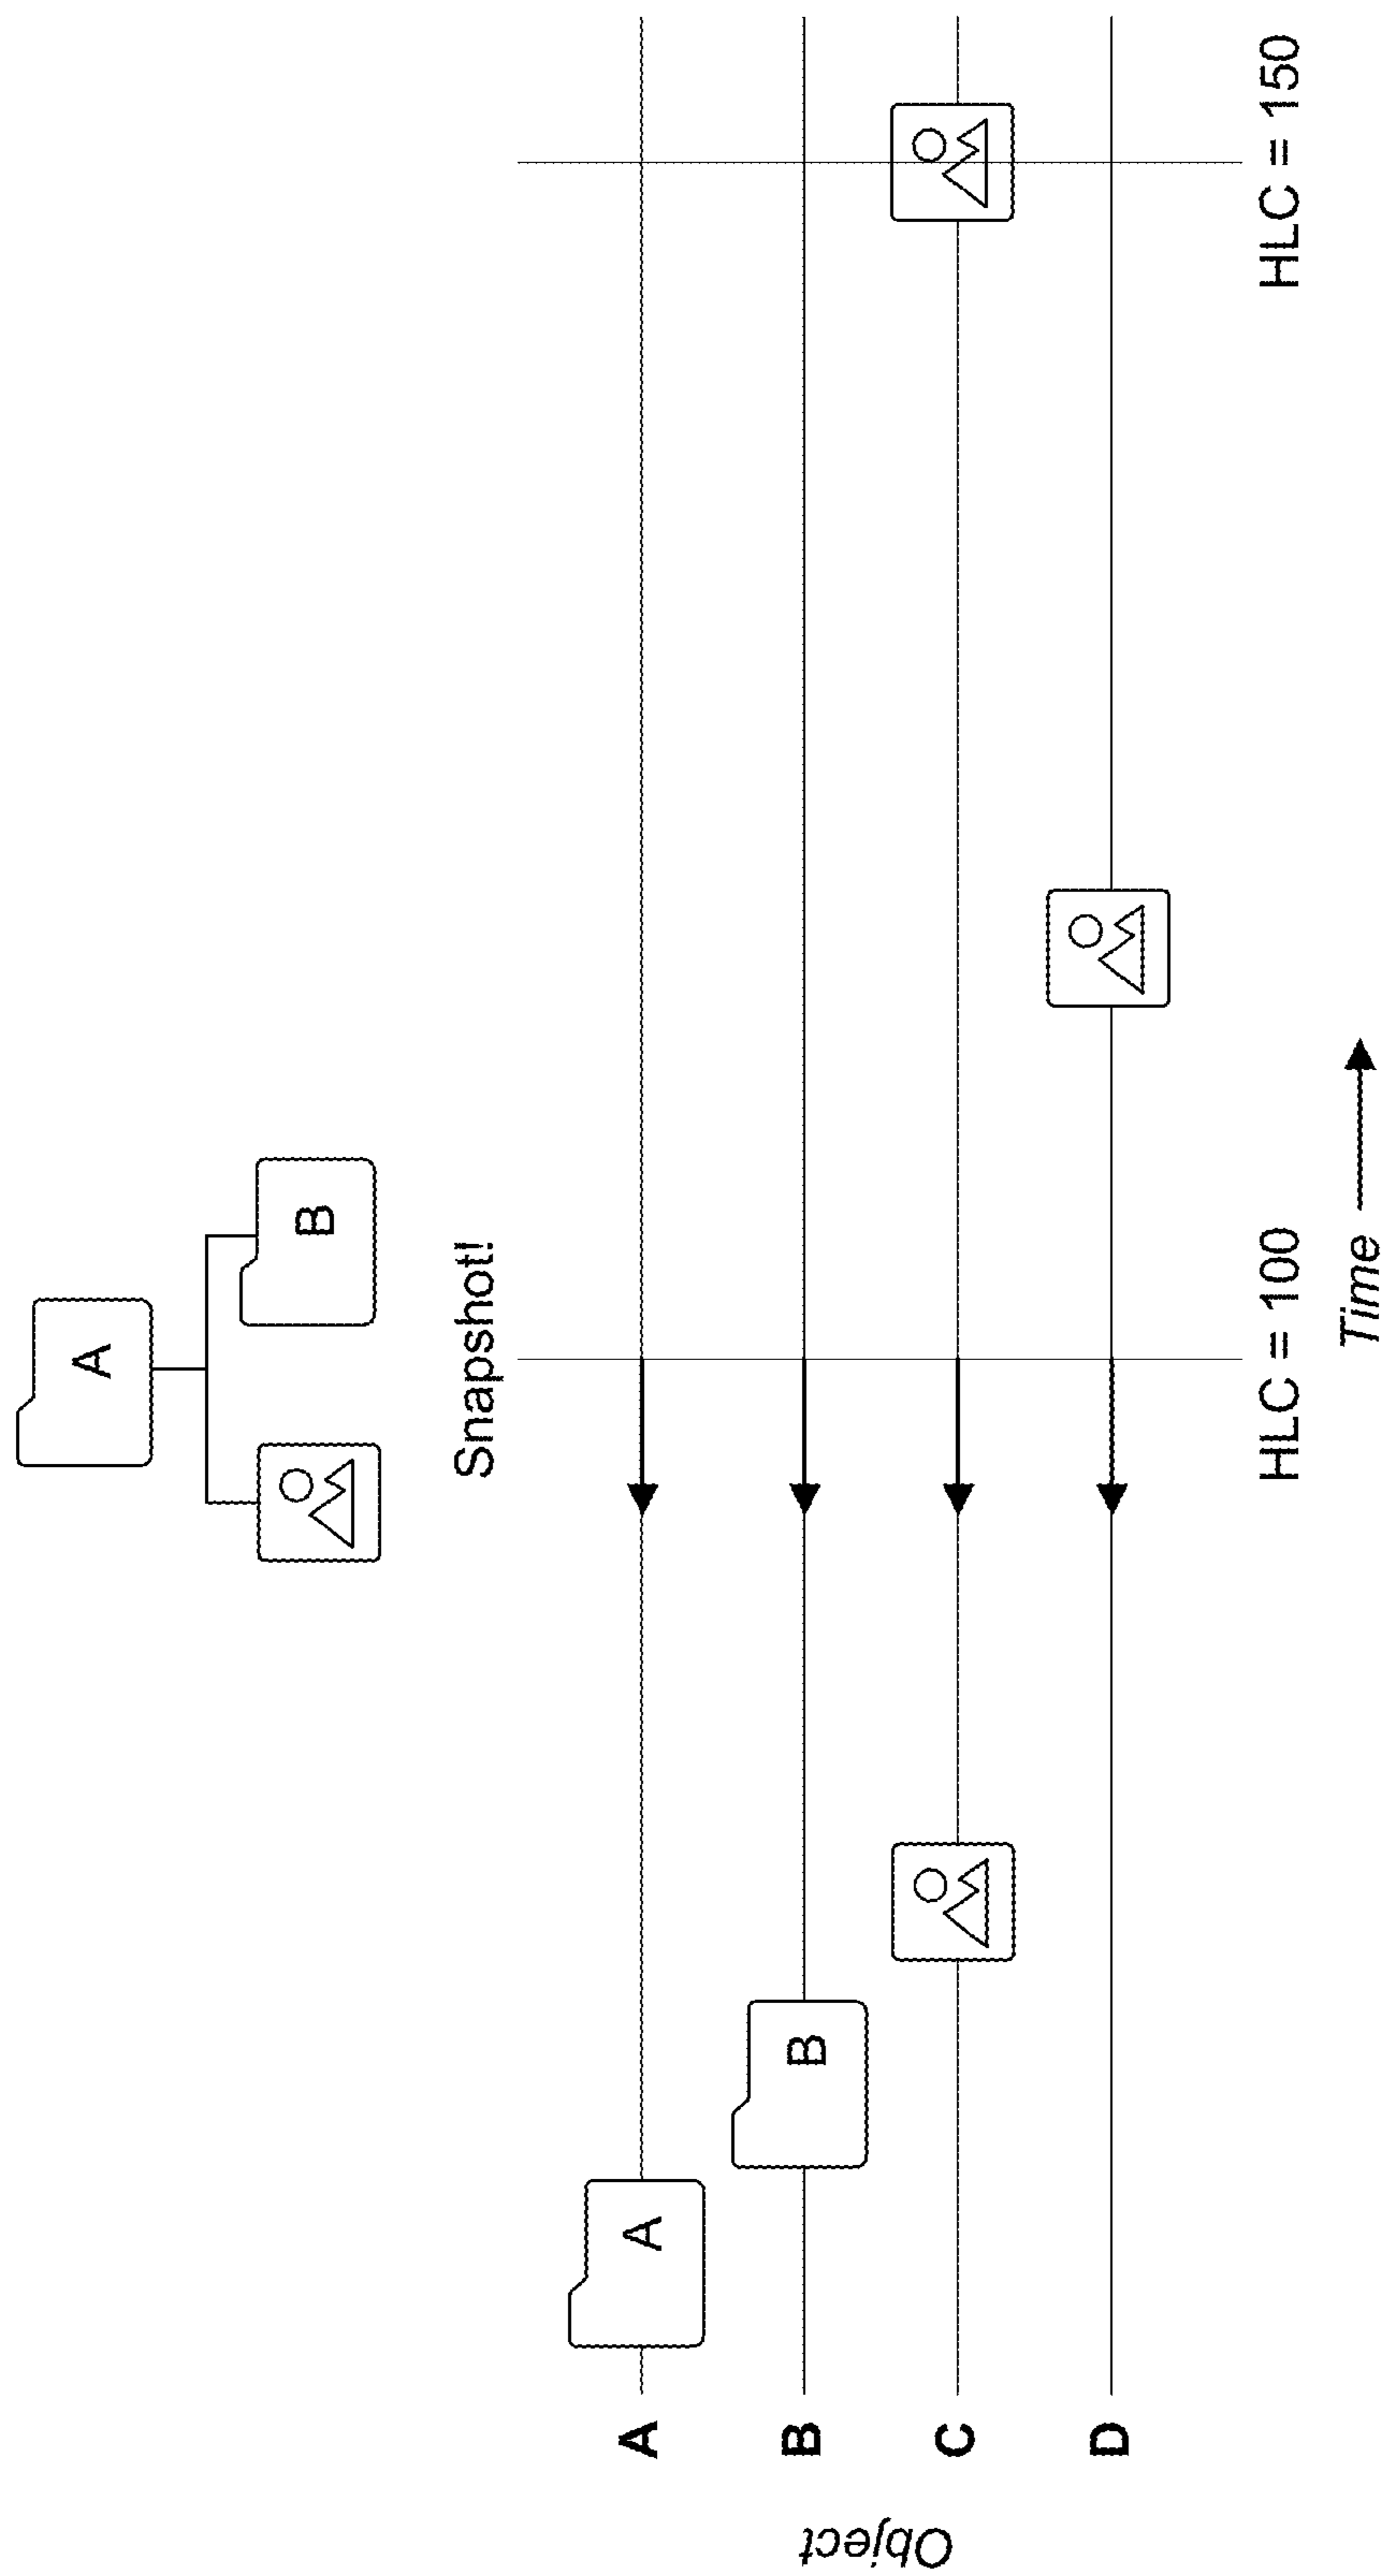 A
B
Snapshot!
A
A
B
B
C
D
Object
HLC = 100
HLC = 150
Time